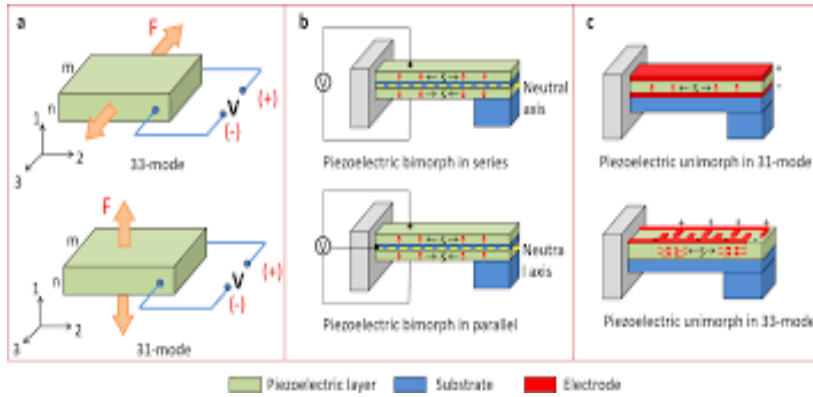 a
F
m
n
V
(+)
(-)
1
2
3
33-mode
F
m
n
V
(+)
(-)
1
2
3
31-mode
b
V
S
S
Neutral
axis
Piezoelectric bimorph in series
V
S
S
Neutra
l axis
Piezoelectric bimorph in parallel
c
+
-
S
Piezoelectric unimorph in 31-mode
+ + + +
S
Piezoelectric unimorph in 33-mode
Piezoelectric layer
Substrate
Electrode